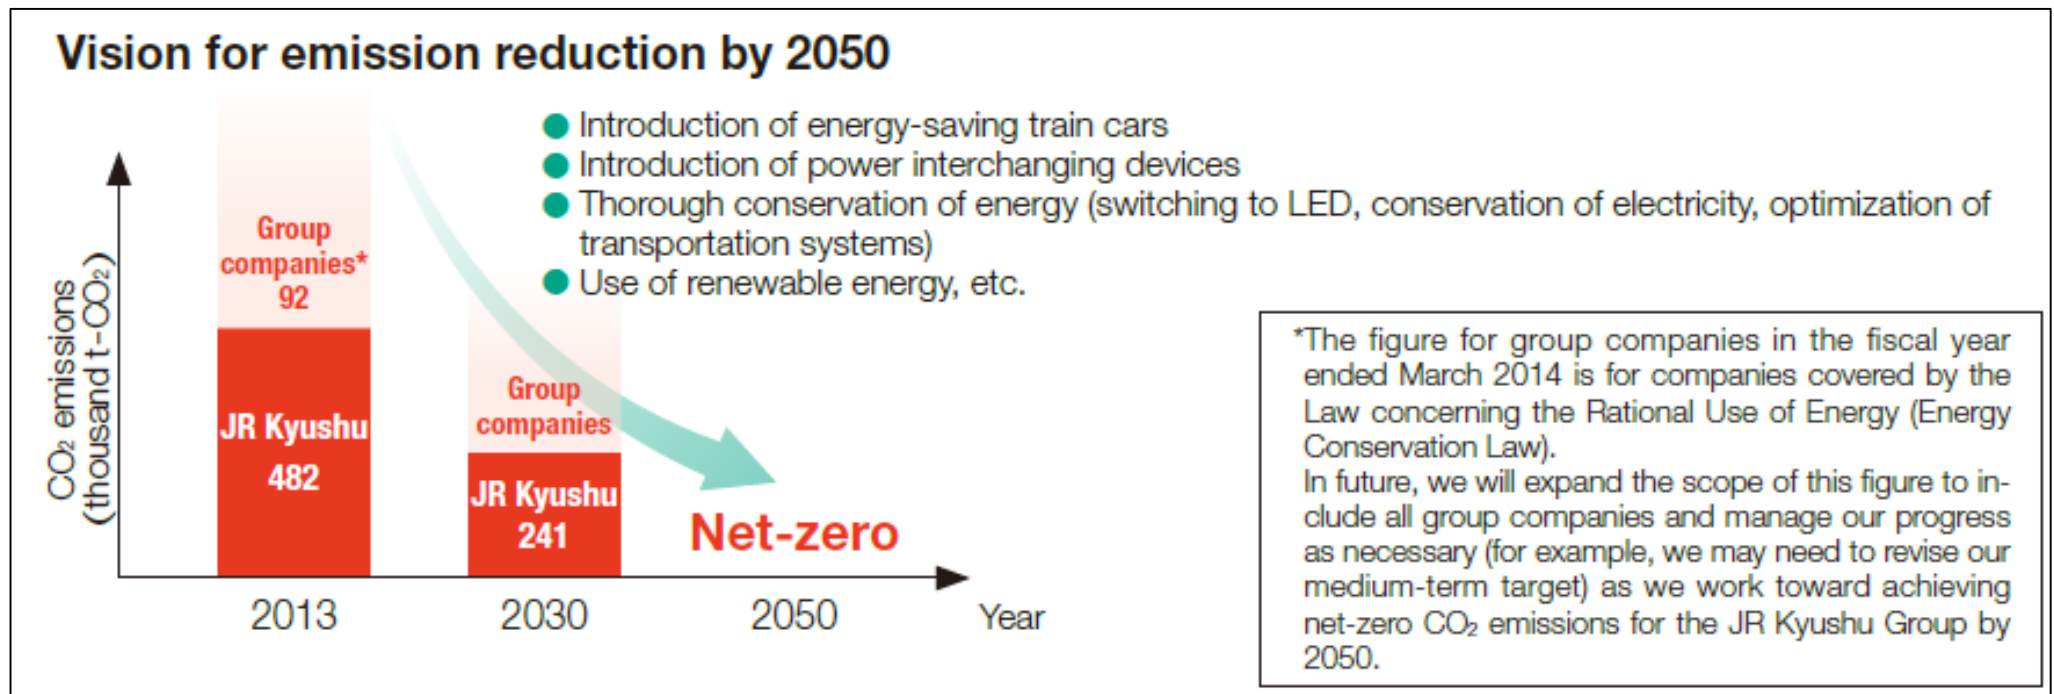 Vision for emission reduction by 2050
● Introduction of energy-saving train cars
● Introduction of power interchanging devices
● Thorough conservation of energy (switching to LED, conservation of electricity, optimization of
transportation systems)
● Use of renewable energy, etc.
CO₂ emissions
(thousand t-CO₂)
Group
companies*
92
JR Kyushu
482
Group
companies
JR Kyushu
241
Net-zero
2013
2030
2050
Year
*The figure for group companies in the fiscal year
ended March 2014 is for companies covered by the
Law concerning the Rational Use of Energy (Energy
Conservation Law).
In future, we will expand the scope of this figure to in-
clude all group companies and manage our progress
as necessary (for example, we may need to revise our
medium-term target) as we work toward achieving
net-zero CO₂ emissions for the JR Kyushu Group by
2050.